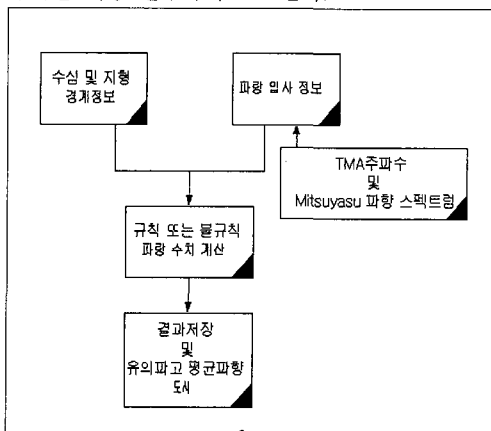 수심 및 지형
경계정보
파랑 입사 정보
TMA주파수
및
Mitsuyasu 파향 스펙트럼
규칙 또는 불규칙
파랑 수치 계산
결과저장
및
유의파고 평균파향
도시